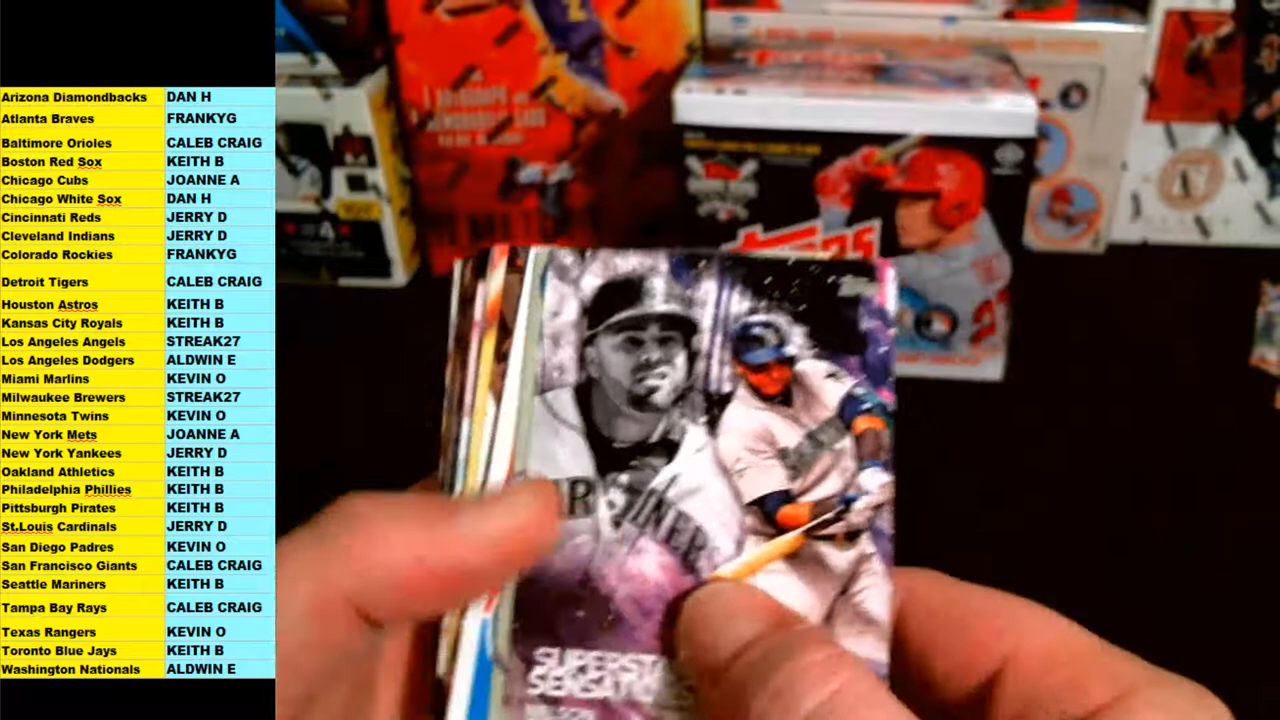 Arizona Diamondbacks DAN H
Atlanta Braves FRANKYG
Baltimore Orioles CALEB CRAIG
Boston Red Sox KEITH B
Chicago Cubs JOANNE A
Chicago White Sox DAN H
Cincinnati Reds JERRY D
Cleveland Indians JERRY D
Colorado Rockies FRANKYG
Detroit Tigers CALEB CRAIG
Houston Astros KEITH B
Kansas City Royals KEITH B
Los Angeles Angels STREAK27
Los Angeles Dodgers ALDWIN E
Miami Marlins KEVIN O
Milwaukee Brewers STREAK27
Minnesota Twins KEVIN O
New York Mets JOANNE A
New York Yankees JERRY D
Oakland Athletics KEITH B
Philadelphia Phillies KEITH B
Pittsburgh Pirates KEITH B
St.Louis Cardinals JERRY D
San Diego Padres KEVIN O
San Francisco Giants CALEB CRAIG
Seattle Mariners KEITH B
Tampa Bay Rays CALEB CRAIG
Texas Rangers KEVIN O
Toronto Blue Jays KEITH B
Washington Nationals ALDWIN E
SUPERSTA
SENSATIO